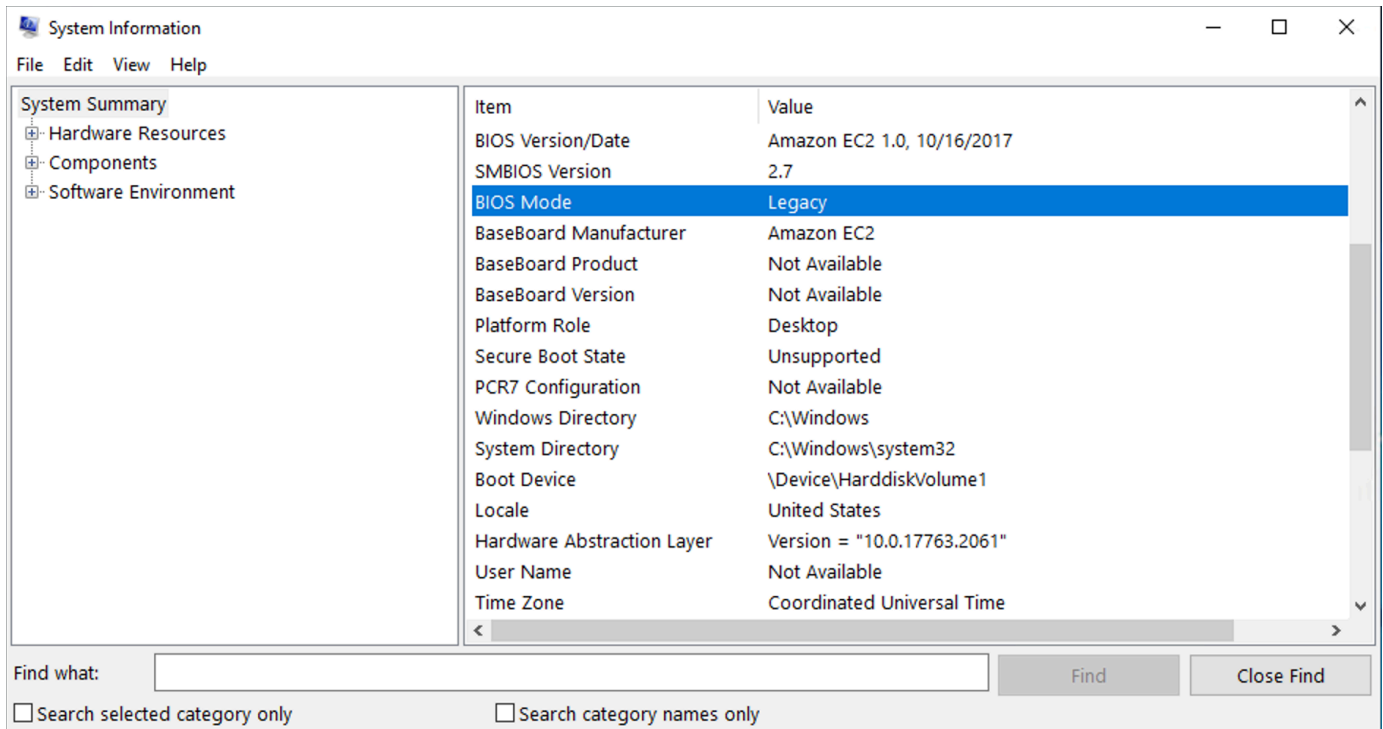 System Information
File Edit View Help
System Summary
Hardware Resources
Components
Software Environment
Item Value
BIOS Version/Date Amazon EC2 1.0, 10/16/2017
SMBIOS Version 2.7
BIOS Mode Legacy
BaseBoard Manufacturer Amazon EC2
BaseBoard Product Not Available
BaseBoard Version Not Available
Platform Role Desktop
Secure Boot State Unsupported
PCR7 Configuration Not Available
Windows Directory C:\Windows
System Directory C:\Windows\system32
Boot Device \Device\HarddiskVolume1
Locale United States
Hardware Abstraction Layer Version = "10.0.17763.2061"
User Name Not Available
Time Zone Coordinated Universal Time
Find what: Find Close Find
Search selected category only Search category names only